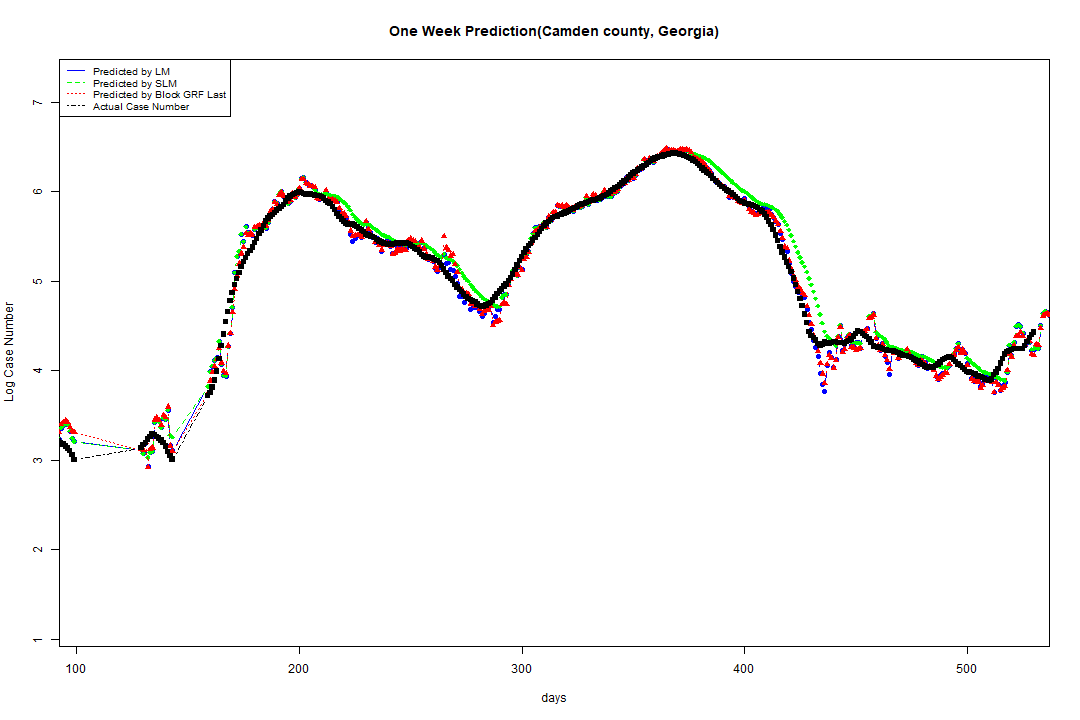 One Week Prediction(Camden county, Georgia)
Predicted by LM
Predicted by SLM
Predicted by Block GRF Last
Actual Case Number
7
6
5
4
3
2
1
Log Case Number
100 200 300 400 500
days